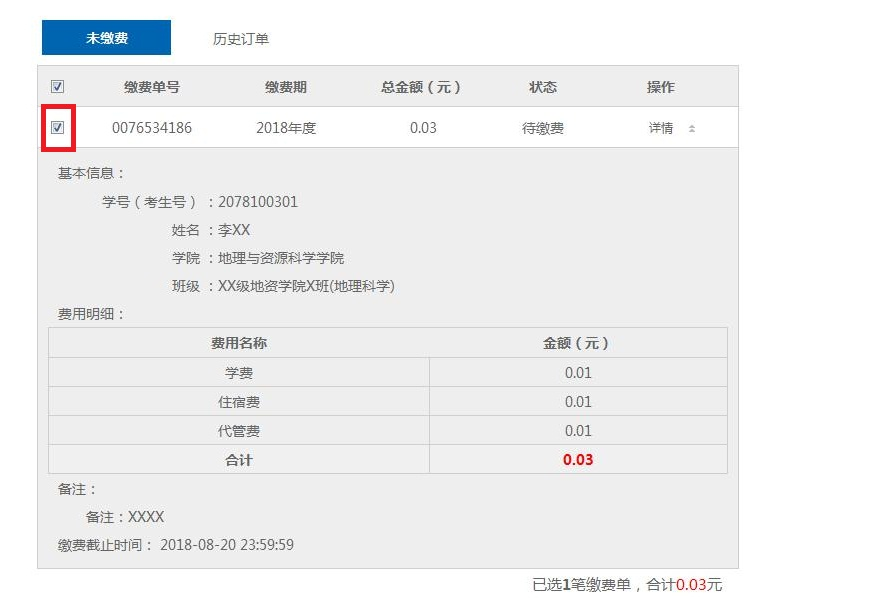 未缴费 历史订单
缴费单号 缴费期 总金额（元） 状态 操作
0076534186 2018年度 0.03 待缴费 详情
基本信息：
学号（考生号）：2078100301
姓名：李XX
学院：地理与资源科学学院
班级：XX级地资学院X班(地理科学)
费用明细：
费用名称 金额（元）
学费 0.01
住宿费 0.01
代管费 0.01
合计 0.03
备注：
备注：XXXX
缴费截止时间： 2018-08-20 23:59:59
已选1笔缴费单，合计0.03元